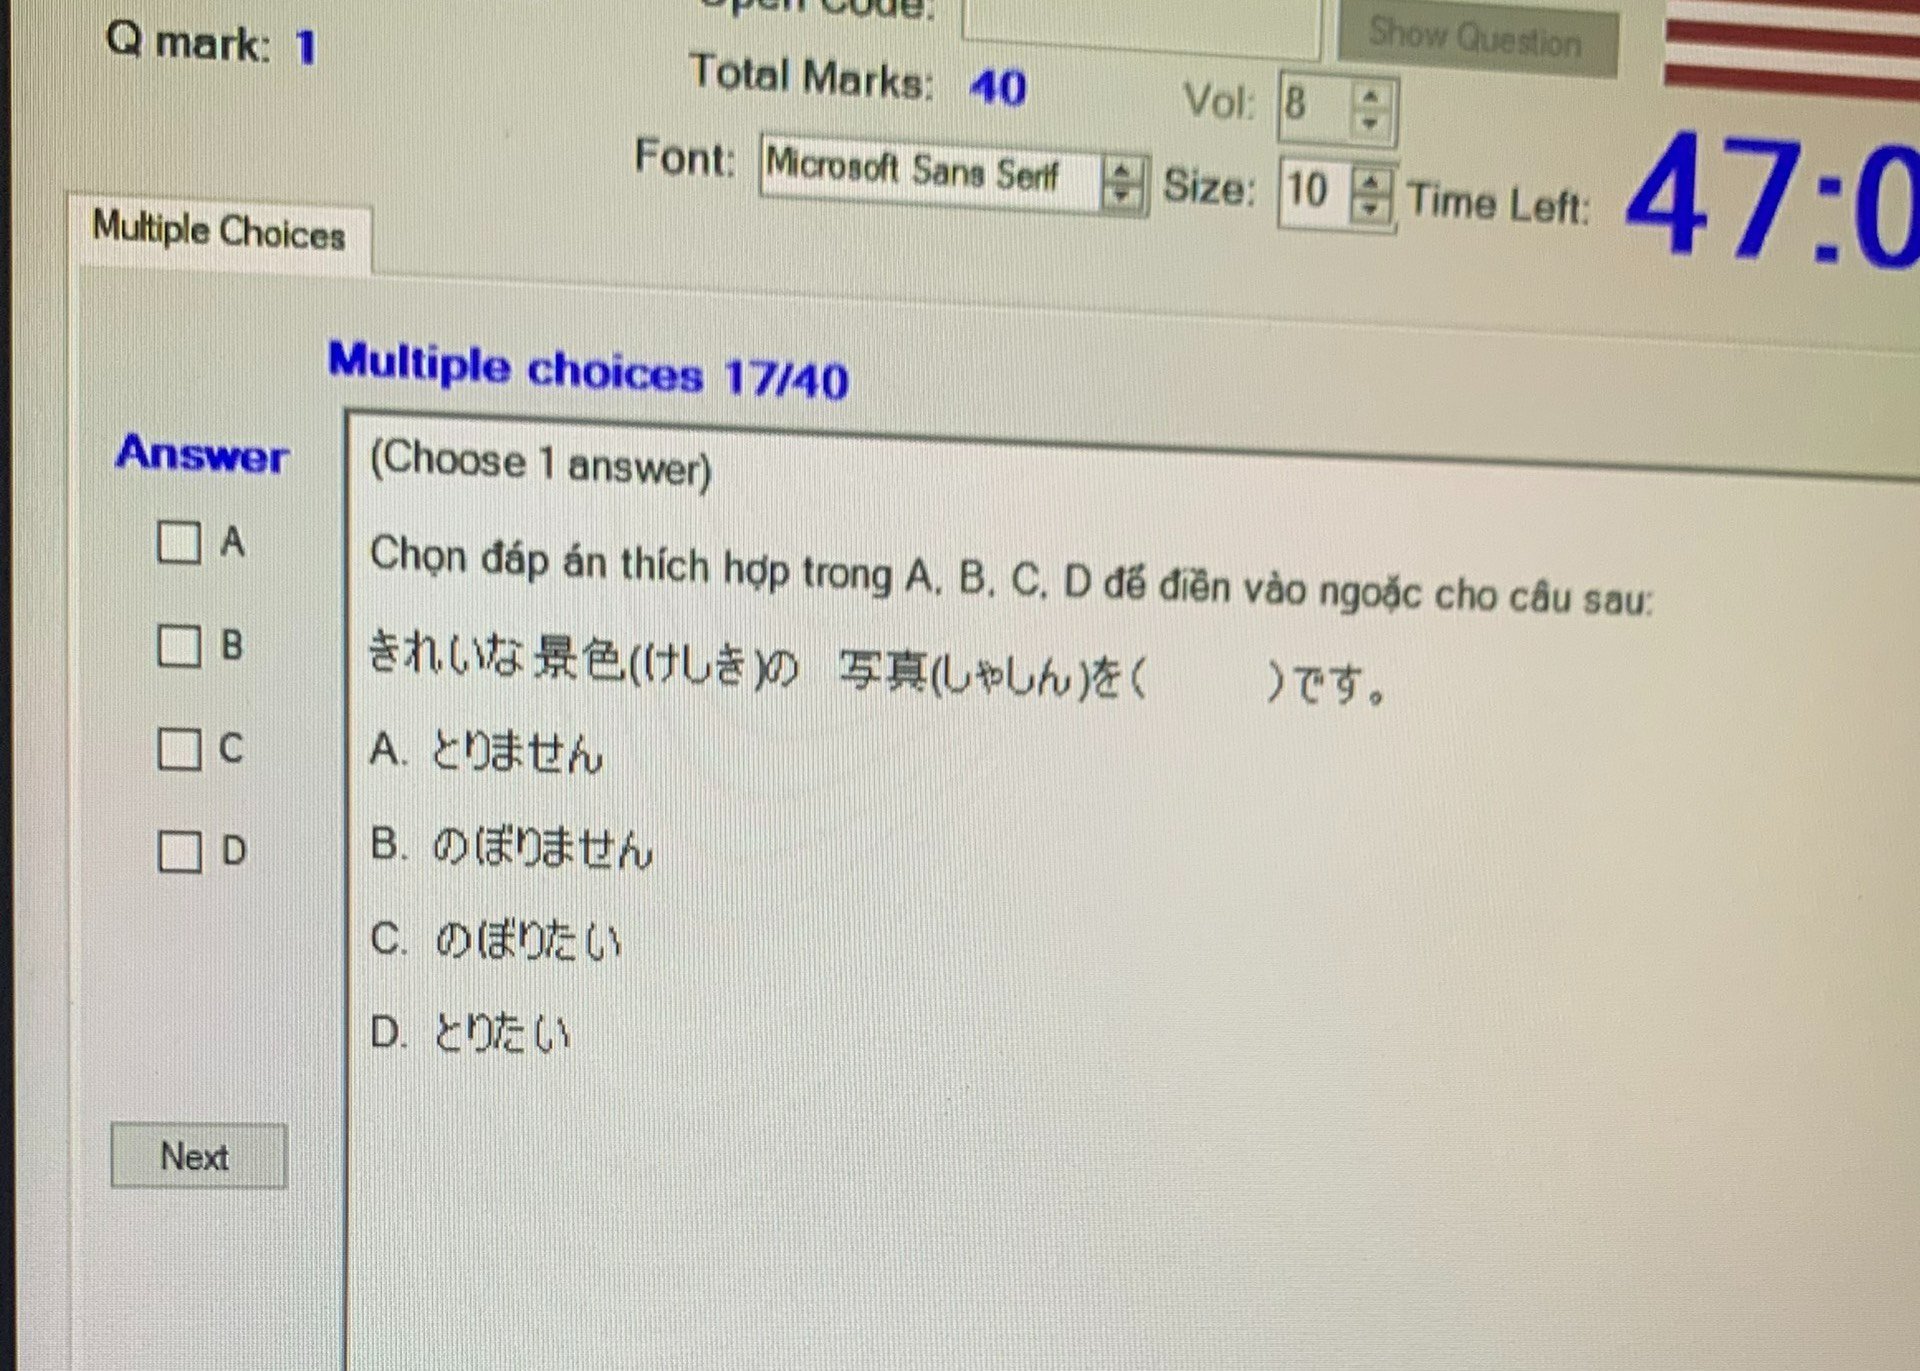 Q mark: 1
Open Code:
Show Question
Total Marks: 40
Vol: 8
Font: Microsoft Sans Serif Size: 10 Time Left: 47:0
Multiple Choices
Multiple choices 17/40
Answer
(Choose 1 answer)
A
Chọn đáp án thích hợp trong A, B, C, D để điền vào ngoặc cho câu sau:
B
きれいな景色(けしき)の 写真(しゃしん)を( )です。
C
A. とりません
D
B. のぼりません
C. のぼりたい
D. とりたい
Next